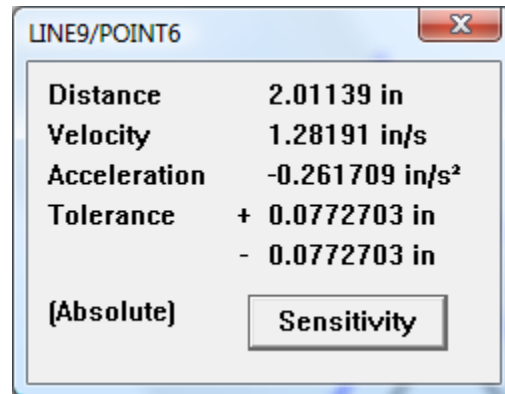 LINE9/POINT6
Distance 2.01139 in
Velocity 1.28191 in/s
Acceleration -0.261709 in/s²
Tolerance + 0.0772703 in
- 0.0772703 in
(Absolute) Sensitivity